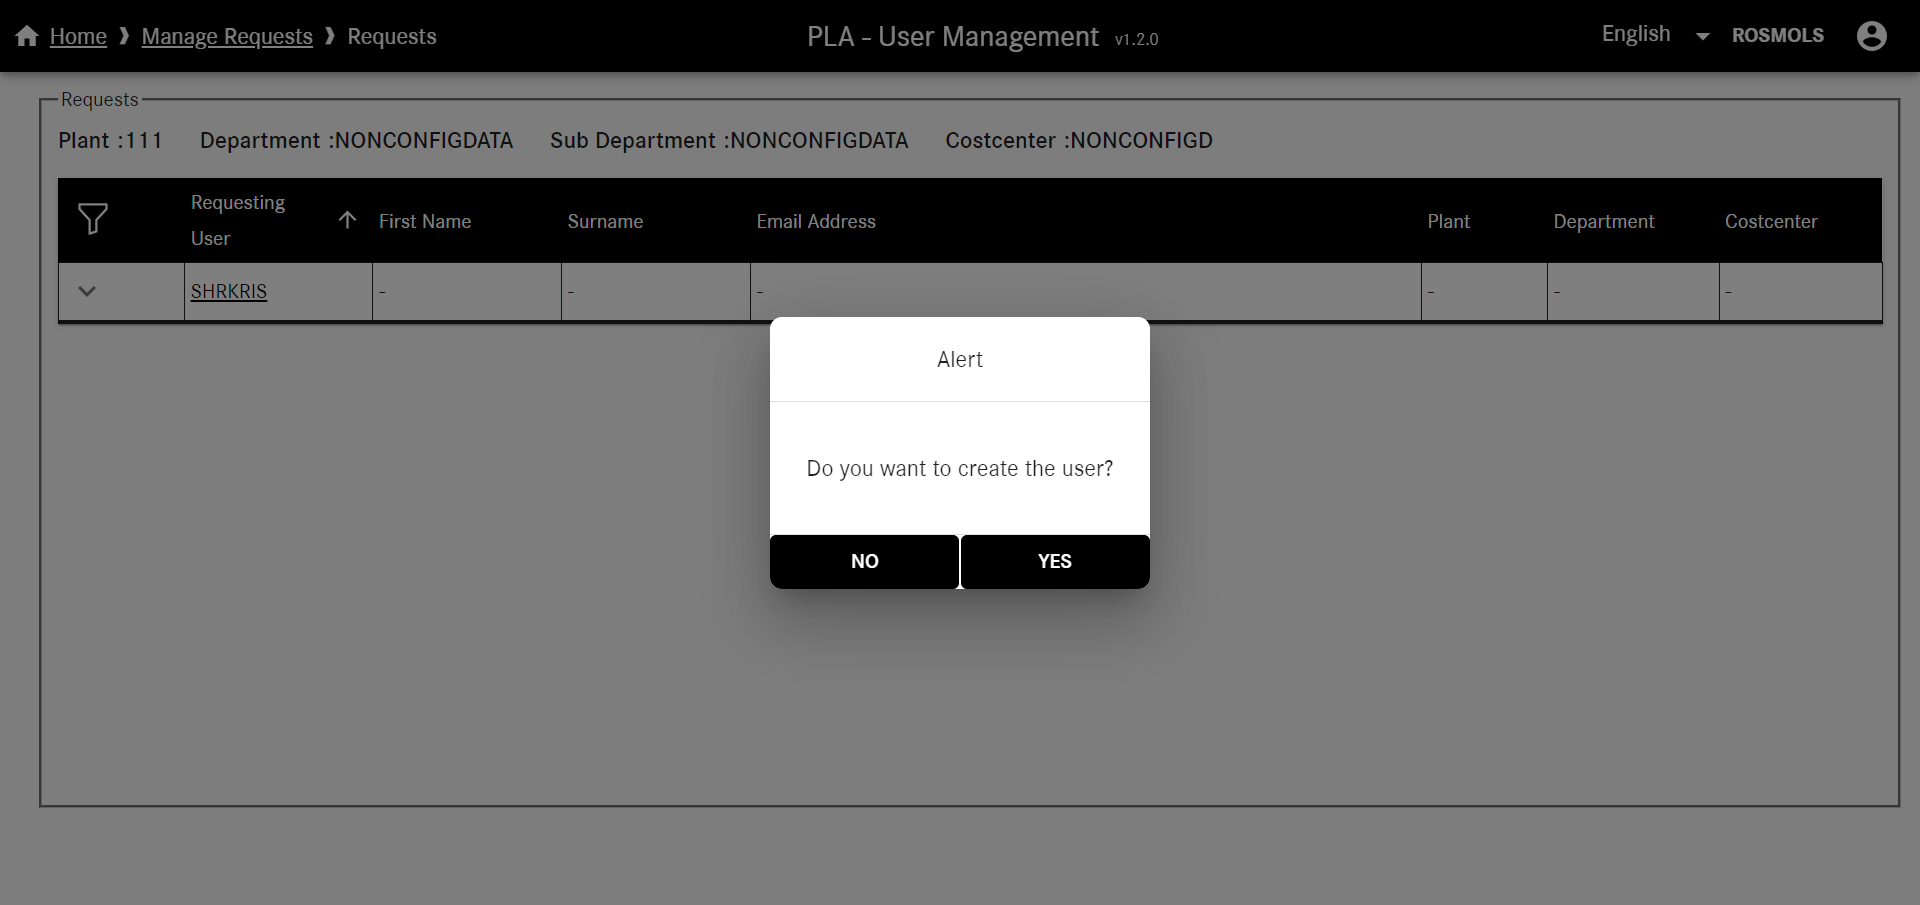 Home ❱ Manage Requests ❱ Requests
PLA - User Management v1.2.0
English
ROSMOLS
Requests
Plant :111 Department :NONCONFIGDATA Sub Department :NONCONFIGDATA Costcenter :NONCONFIGD
Requesting User First Name Surname Email Address Plant Department Costcenter
SHRKRIS - - - - - -
Alert
Do you want to create the user?
NO YES